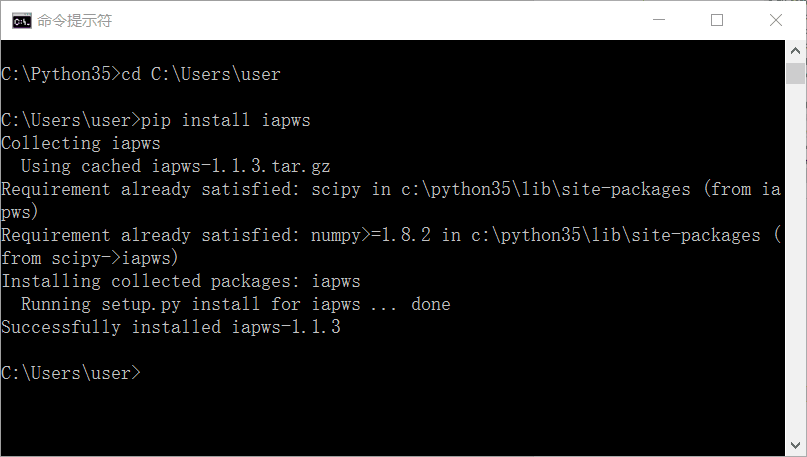 命令提示符
C:\Python35>cd C:\Users\user
C:\Users\user>pip install iapws
Collecting iapws
  Using cached iapws-1.1.3.tar.gz
Requirement already satisfied: scipy in c:\python35\lib\site-packages (from ia
pws)
Requirement already satisfied: numpy>=1.8.2 in c:\python35\lib\site-packages (
from scipy->iapws)
Installing collected packages: iapws
  Running setup.py install for iapws ... done
Successfully installed iapws-1.1.3
C:\Users\user>